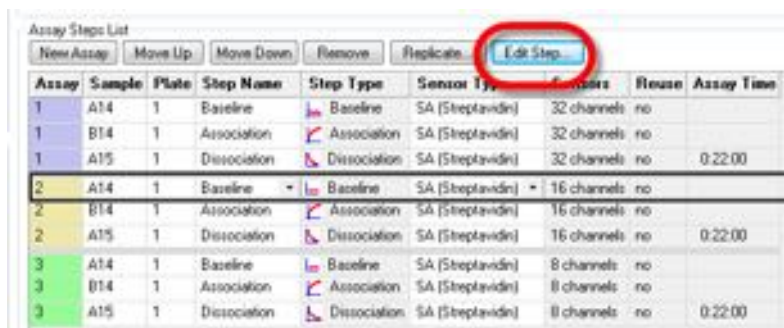 Assay Steps List
New Assay Move Up Move Down Remove Replicate... Edit Step...
Assay Sample Plate Step Name Step Type Sensor Sensors Reuse Assay Time
1 A14 1 Baseline Baseline SA (Streptavidin) 32 channels no
1 B14 1 Association Association SA (Streptavidin) 32 channels no
1 A15 1 Dissociation Dissociation SA (Streptavidin) 32 channels no 0:22:00
2 A14 1 Baseline Baseline SA (Streptavidin) 16 channels no
2 B14 1 Association Association SA (Streptavidin) 16 channels no
2 A15 1 Dissociation Dissociation SA (Streptavidin) 16 channels no 0:22:00
3 A14 1 Baseline Baseline SA (Streptavidin) 8 channels no
3 B14 1 Association Association SA (Streptavidin) 8 channels no
3 A15 1 Dissociation Dissociation SA (Streptavidin) 8 channels no 0:22:00